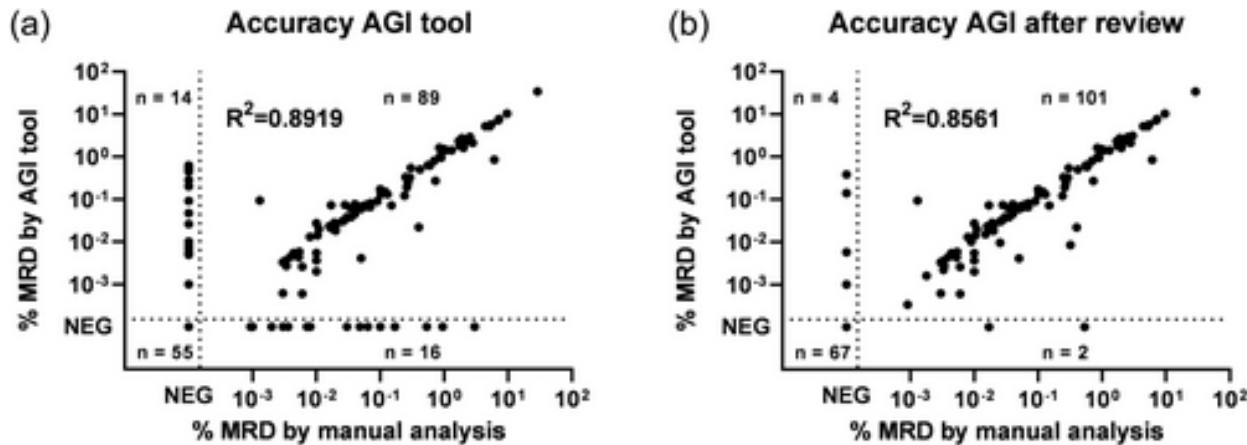 (a)
Accuracy AGI tool
% MRD by AGI tool
10²
10¹
10⁰
10⁻¹
10⁻²
10⁻³
NEG
n = 14
R²=0.8919
n = 89
n = 55
n = 16
NEG
10⁻³ 10⁻² 10⁻¹ 10⁰ 10¹ 10²
% MRD by manual analysis
(b)
Accuracy AGI after review
% MRD by AGI tool
10²
10¹
10⁰
10⁻¹
10⁻²
10⁻³
NEG
n = 4
R²=0.8561
n = 101
n = 67
n = 2
NEG
10⁻³ 10⁻² 10⁻¹ 10⁰ 10¹ 10²
% MRD by manual analysis